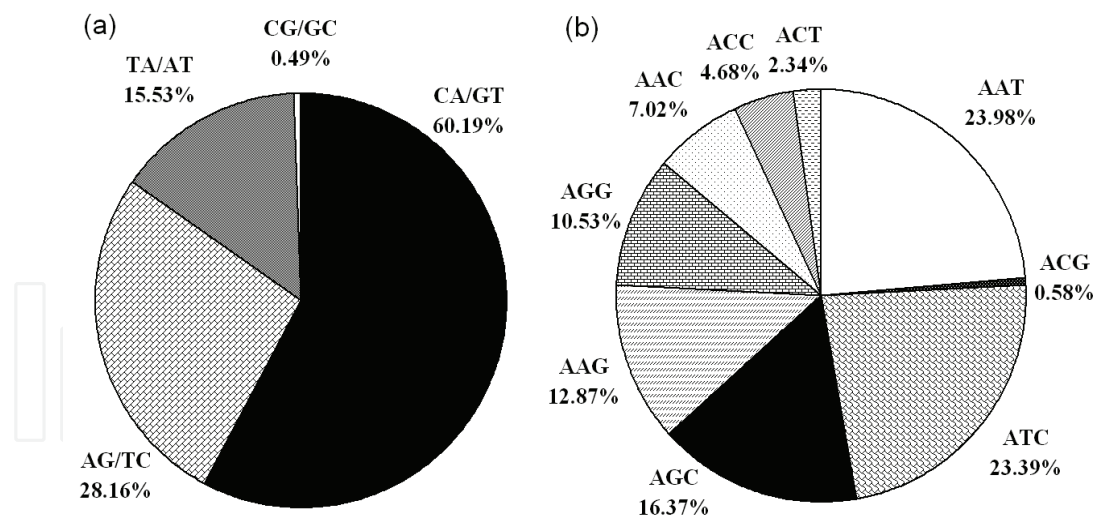 (a)
CG/GC
0.49%
TA/AT
15.53%
CA/GT
60.19%
AG/TC
28.16%
(b)
ACC
4.68%
ACT
2.34%
AAC
7.02%
AAT
23.98%
AGG
10.53%
ACG
0.58%
AAG
12.87%
ATC
23.39%
AGC
16.37%